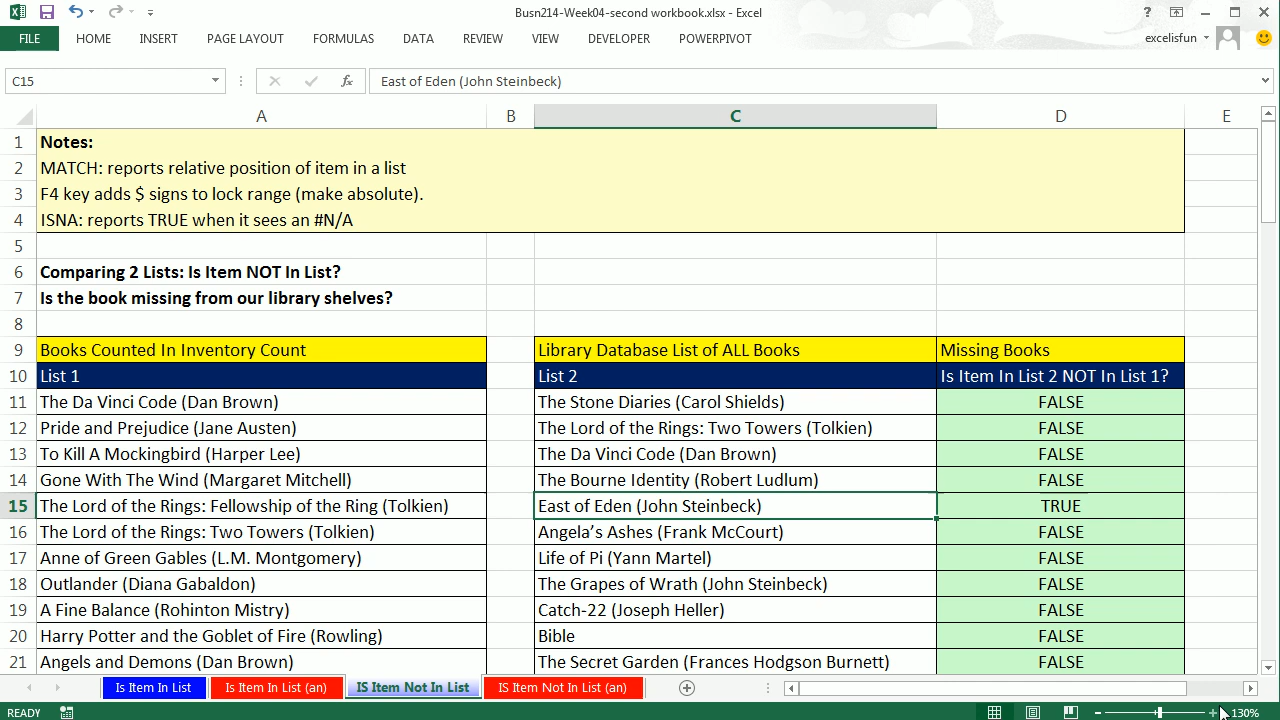 Busn214-Week04-second workbook.xlsx - Excel
?
FILE HOME INSERT PAGE LAYOUT FORMULAS DATA REVIEW VIEW DEVELOPER POWERPIVOT excelisfun
C15 fx East of Eden (John Steinbeck)
A B C D E
1 Notes:
2 MATCH: reports relative position of item in a list
3 F4 key adds $ signs to lock range (make absolute).
4 ISNA: reports TRUE when it sees an #N/A
5
6 Comparing 2 Lists: Is Item NOT In List?
7 Is the book missing from our library shelves?
8
9 Books Counted In Inventory Count Library Database List of ALL Books Missing Books
10 List 1 List 2 Is Item In List 2 NOT In List 1?
11 The Da Vinci Code (Dan Brown) The Stone Diaries (Carol Shields) FALSE
12 Pride and Prejudice (Jane Austen) The Lord of the Rings: Two Towers (Tolkien) FALSE
13 To Kill A Mockingbird (Harper Lee) The Da Vinci Code (Dan Brown) FALSE
14 Gone With The Wind (Margaret Mitchell) The Bourne Identity (Robert Ludlum) FALSE
15 The Lord of the Rings: Fellowship of the Ring (Tolkien) East of Eden (John Steinbeck) TRUE
16 The Lord of the Rings: Two Towers (Tolkien) Angela’s Ashes (Frank McCourt) FALSE
17 Anne of Green Gables (L.M. Montgomery) Life of Pi (Yann Martel) FALSE
18 Outlander (Diana Gabaldon) The Grapes of Wrath (John Steinbeck) FALSE
19 A Fine Balance (Rohinton Mistry) Catch-22 (Joseph Heller) FALSE
20 Harry Potter and the Goblet of Fire (Rowling) Bible FALSE
21 Angels and Demons (Dan Brown) The Secret Garden (Frances Hodgson Burnett) FALSE
Is Item In List Is Item In List (an) IS Item Not In List IS Item Not In List (an)
READY 130%